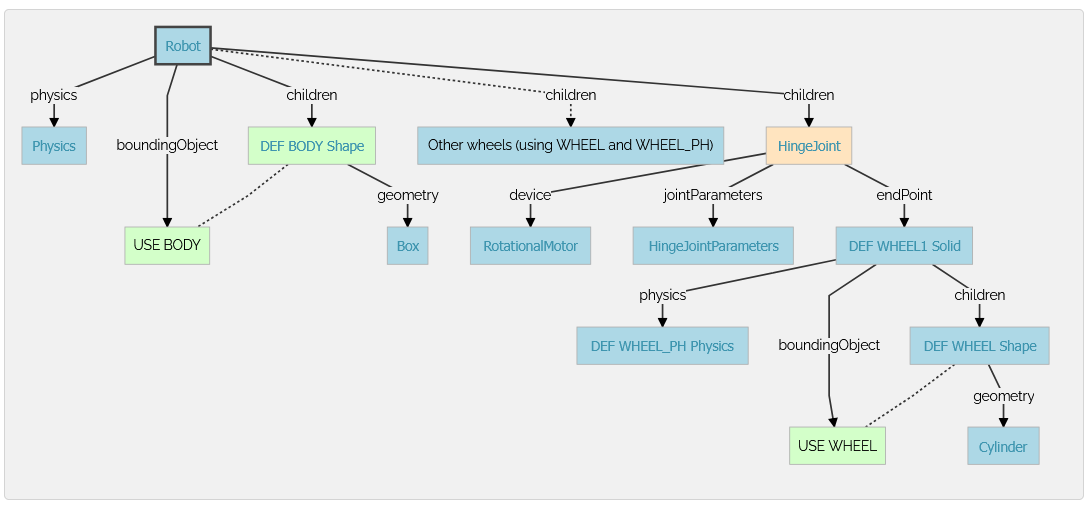 Robot
physics
children
children
children
Physics
boundingObject
DEF BODY Shape
Other wheels (using WHEEL and WHEEL_PH)
HingeJoint
geometry
device
jointParameters
endPoint
USE BODY
Box
RotationalMotor
HingeJointParameters
DEF WHEEL1 Solid
physics
children
DEF WHEEL_PH Physics
boundingObject
DEF WHEEL Shape
geometry
USE WHEEL
Cylinder